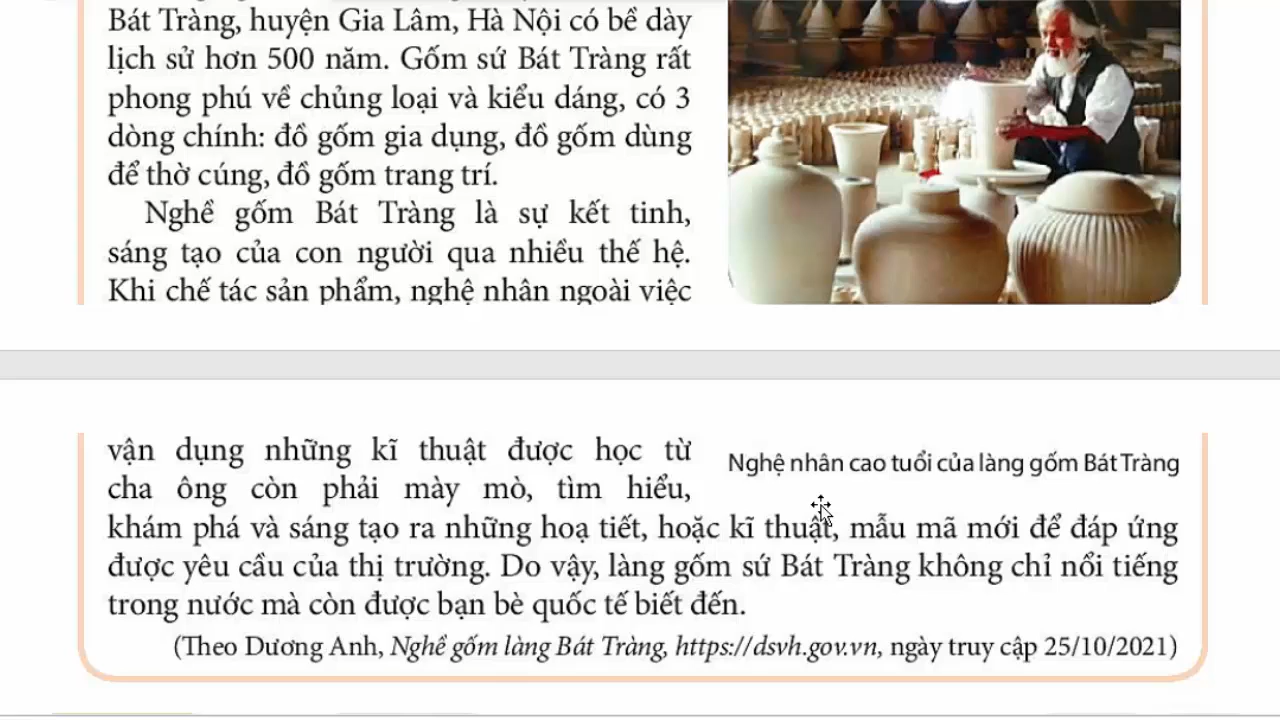 Bát Tràng, huyện Gia Lâm, Hà Nội có bề dày
lịch sử hơn 500 năm. Gốm sứ Bát Tràng rất
phong phú về chủng loại và kiểu dáng, có 3
dòng chính: đồ gốm gia dụng, đồ gốm dùng
để thờ cúng, đồ gốm trang trí.
Nghề gốm Bát Tràng là sự kết tinh,
sáng tạo của con người qua nhiều thế hệ.
Khi chế tác sản phẩm, nghệ nhân ngoài việc
vận dụng những kĩ thuật được học từ
cha ông còn phải mày mò, tìm hiểu,
Nghệ nhân cao tuổi của làng gốm Bát Tràng
khám phá và sáng tạo ra những hoạ tiết, hoặc kĩ thuật, mẫu mã mới để đáp ứng
được yêu cầu của thị trường. Do vậy, làng gốm sứ Bát Tràng không chỉ nổi tiếng
trong nước mà còn được bạn bè quốc tế biết đến.
(Theo Dương Anh, Nghề gốm làng Bát Tràng, https://dsvh.gov.vn, ngày truy cập 25/10/2021)